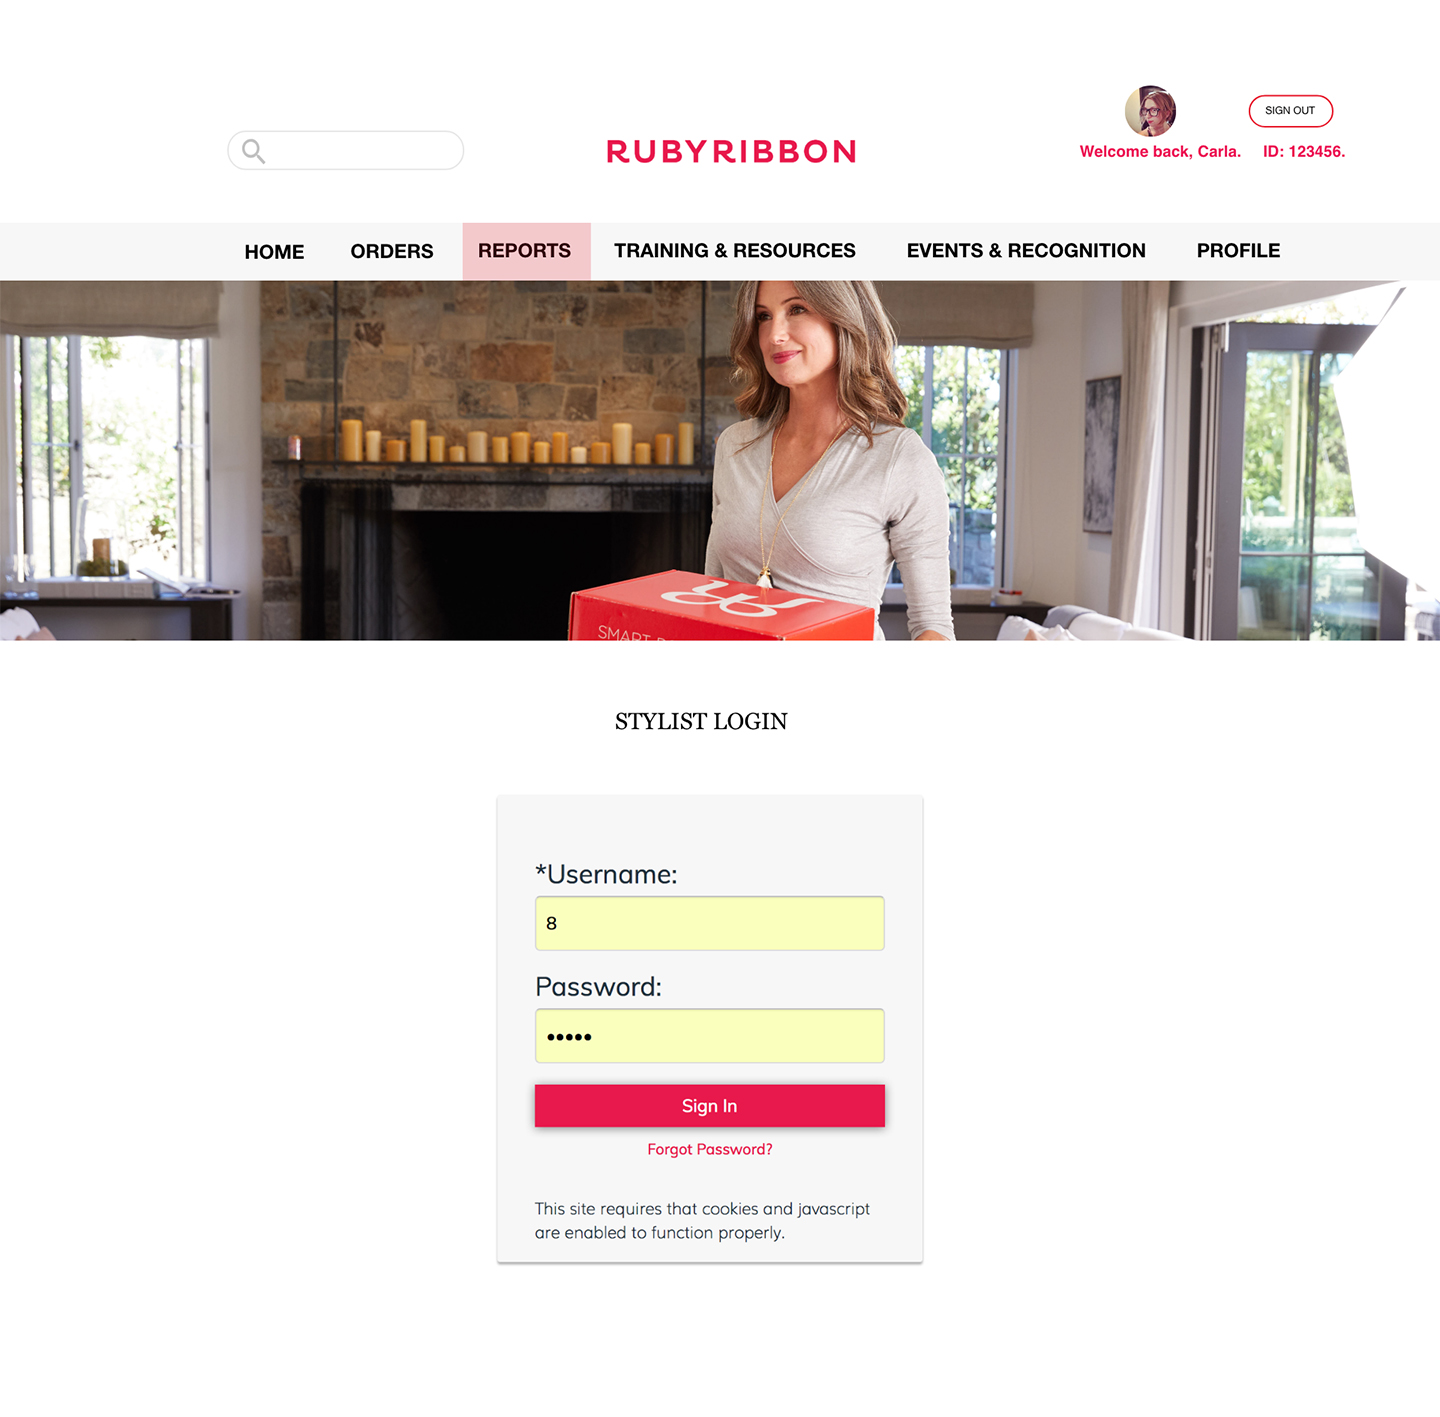 SIGN OUT
RUBYRIBBON
Welcome back, Carla. ID: 123456.
HOME ORDERS REPORTS TRAINING & RESOURCES EVENTS & RECOGNITION PROFILE
SMART
STYLIST LOGIN
*Username:
8
Password:
•••••
Sign In
Forgot Password?
This site requires that cookies and javascript
are enabled to function properly.